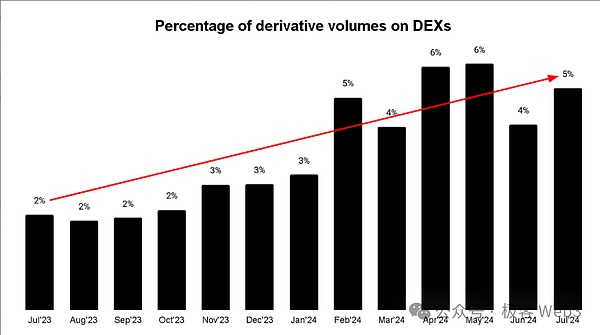 Percentage of derivative volumes on DEXs
2%
2%
2%
2%
3%
3%
3%
5%
4%
6%
6%
4%
5%
Jul'23
Aug'23
Sep'23
Oct'23
Nov'23
Dec'23
Jan'24
Feb'24
Mar'24
Apr'24
May'24
Jun'24
Jul'24
公众号 · 极客 Web3